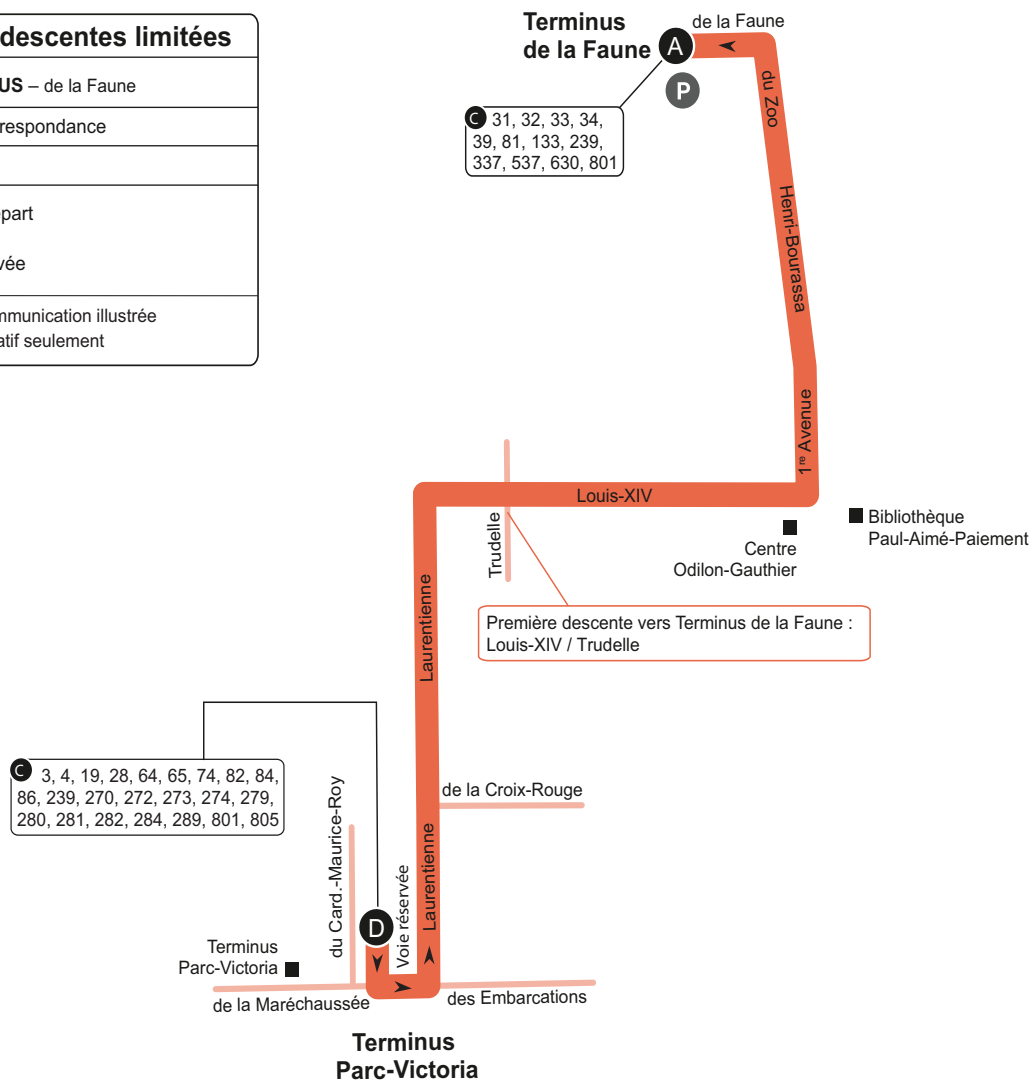 descentes limitées
US – de la Faune
respondance
part
vée
mmunication illustrée
atif seulement
Terminus
de la Faune
A
de la Faune
P
C 31, 32, 33, 34,
39, 81, 133, 239,
337, 537, 630, 801
du Zoo
Henri-Bourassa
1re Avenue
Louis-XIV
Trudelle
Centre
Odilon-Gauthier
Bibliothèque
Paul-Aimé-Paiement
Première descente vers Terminus de la Faune :
Louis-XIV / Trudelle
Laurentienne
C 3, 4, 19, 28, 64, 65, 74, 82, 84,
86, 239, 270, 272, 273, 274, 279,
280, 281, 282, 284, 289, 801, 805
de la Croix-Rouge
du Card.-Maurice-Roy
Voie réservée
Laurentienne
D
Terminus
Parc-Victoria
de la Maréchaussée
des Embarcations
Terminus
Parc-Victoria